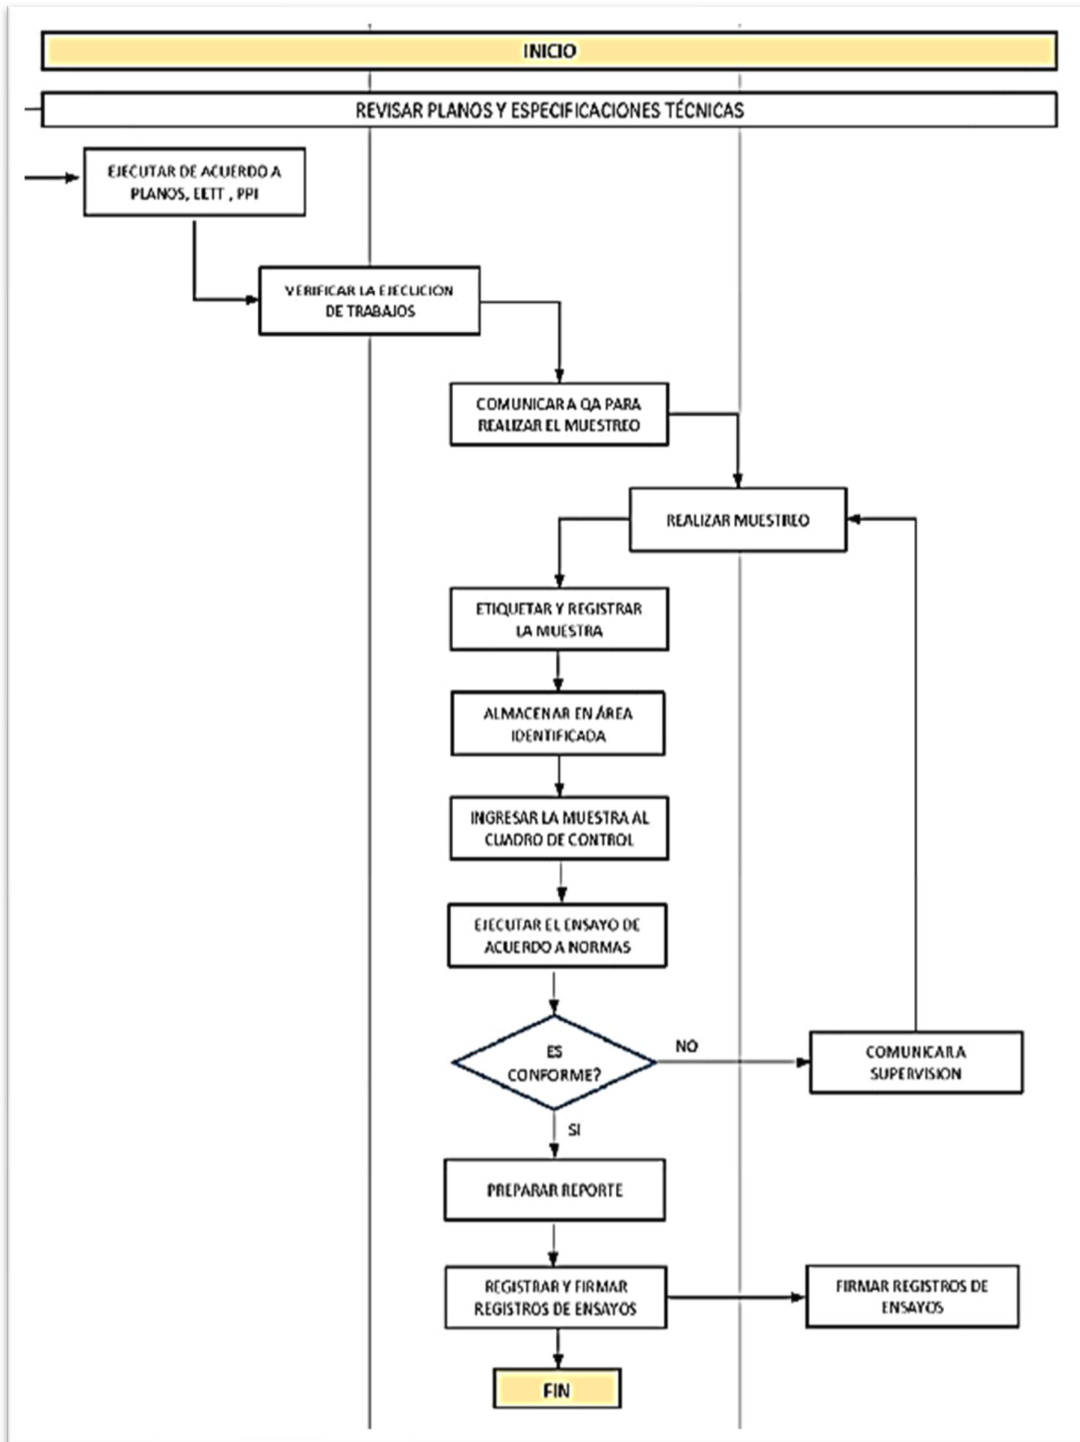 INICIO
REVISAR PLANOS Y ESPECIFICACIONES TÉCNICAS
EJECUTAR DE ACUERDO A
PLANOS, EETT , PPI
VERIFICAR LA EJECUCION
DE TRABAJOS
COMUNICAR A QA PARA
REALIZAR EL MUESTREO
REALIZAR MUESTREO
ETIQUETAR Y REGISTRAR
LA MUESTRA
ALMACENAR EN ÁREA
IDENTIFICADA
INGRESAR LA MUESTRA AL
CUADRO DE CONTROL
EJECUTAR EL ENSAYO DE
ACUERDO A NORMAS
ES
CONFORME?
NO
COMUNICAR A
SUPERVISION
SI
PREPARAR REPORTE
REGISTRAR Y FIRMAR
REGISTROS DE ENSAYOS
FIRMAR REGISTROS DE
ENSAYOS
FIN